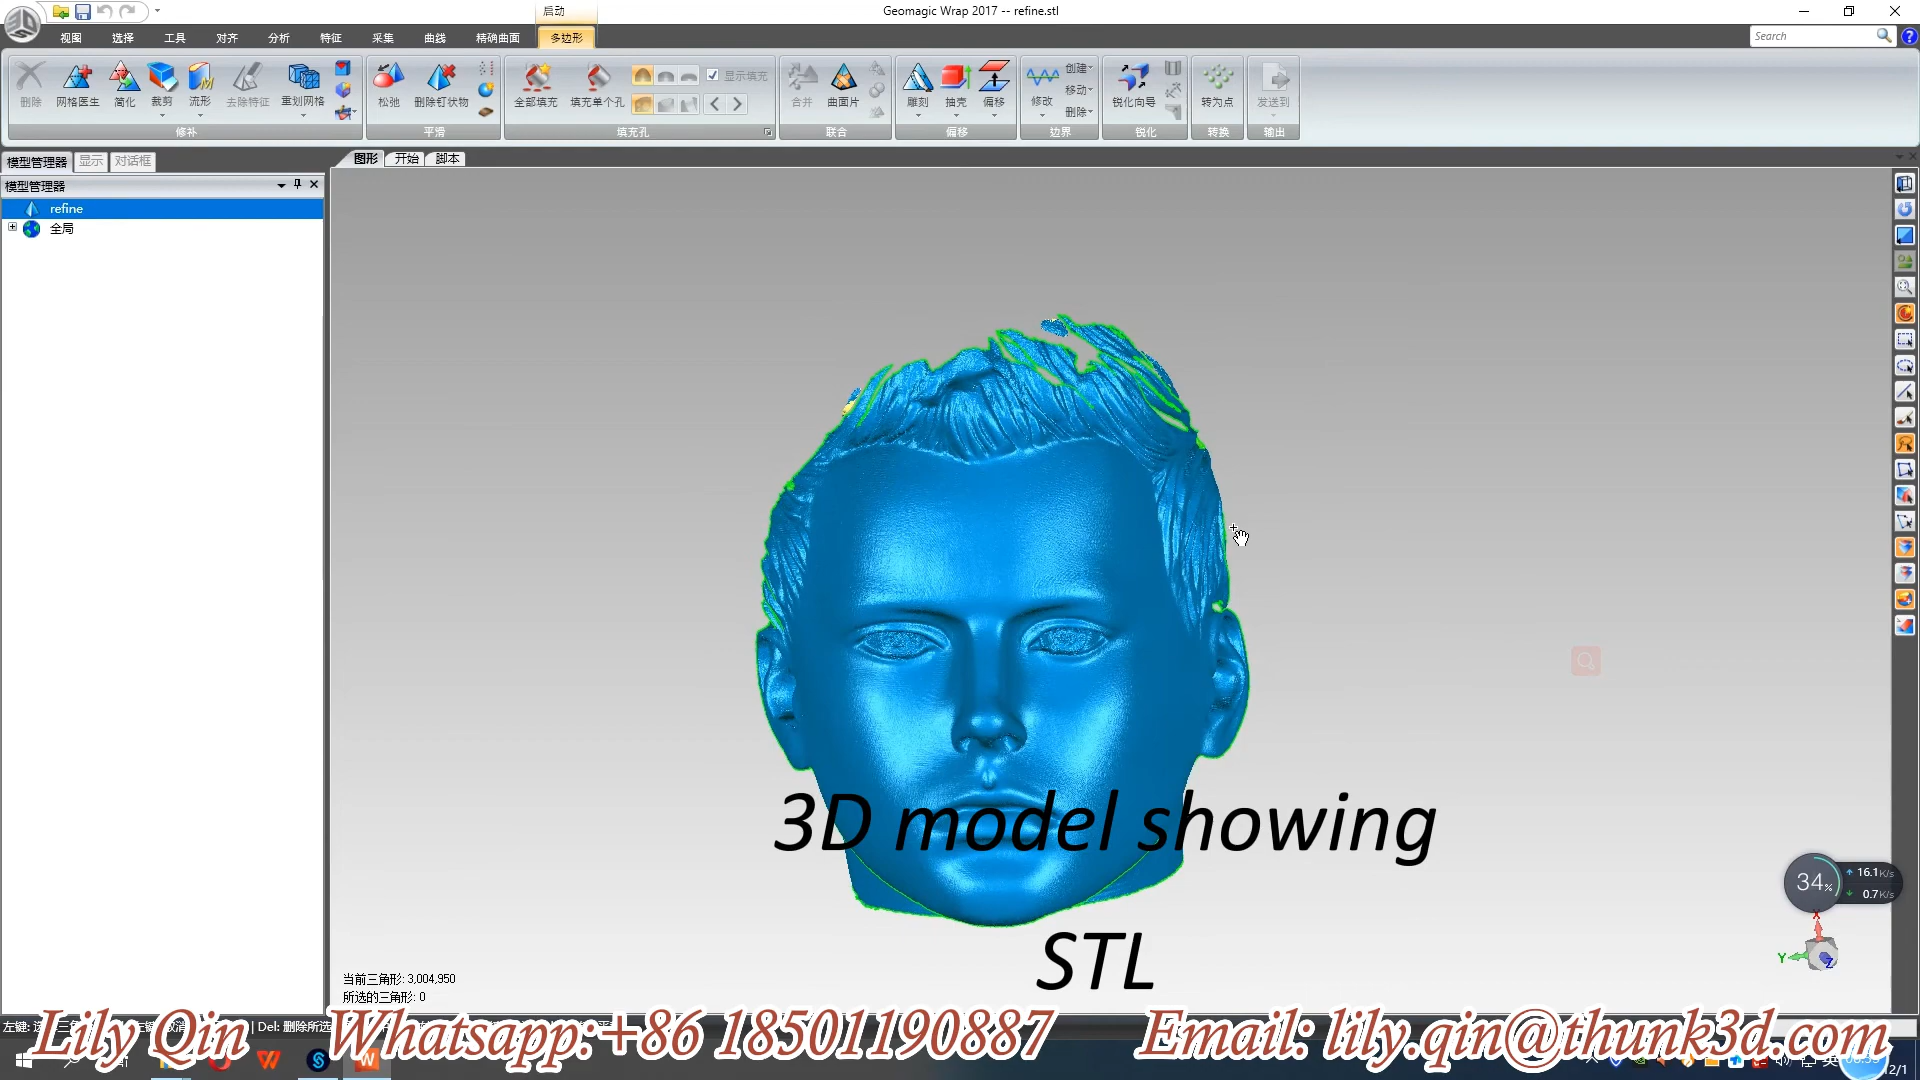 启动
Geomagic Wrap 2017 -- refine.stl
视图 选择 工具 对齐 分析 特征 采集 曲线 精确曲面 多边形
Search
删除 网格医生 简化 裁剪 流形 去除特征 重划网格
修补
松弛 删除钉状物
平滑
全部填充 填充单个孔 显示填充
填充孔
合并 曲面片
联合
雕刻 抽壳 偏移
偏移
修改 创建 移动 删除
边界
锐化向导
锐化
转为点
转换
发送到
输出
模型管理器 显示 对话框
图形 开始 脚本
模型管理器
refine
全局
3D model showing
STL
34%
16.1K/s
0.7K/s
X
Y
Z
当前三角形: 3,004,950
所选的三角形: 0
左键: | Del: 删除所选
Lily Qin Whatsapp:+86 18501190887 Email: lily.qin@thunk3d.com